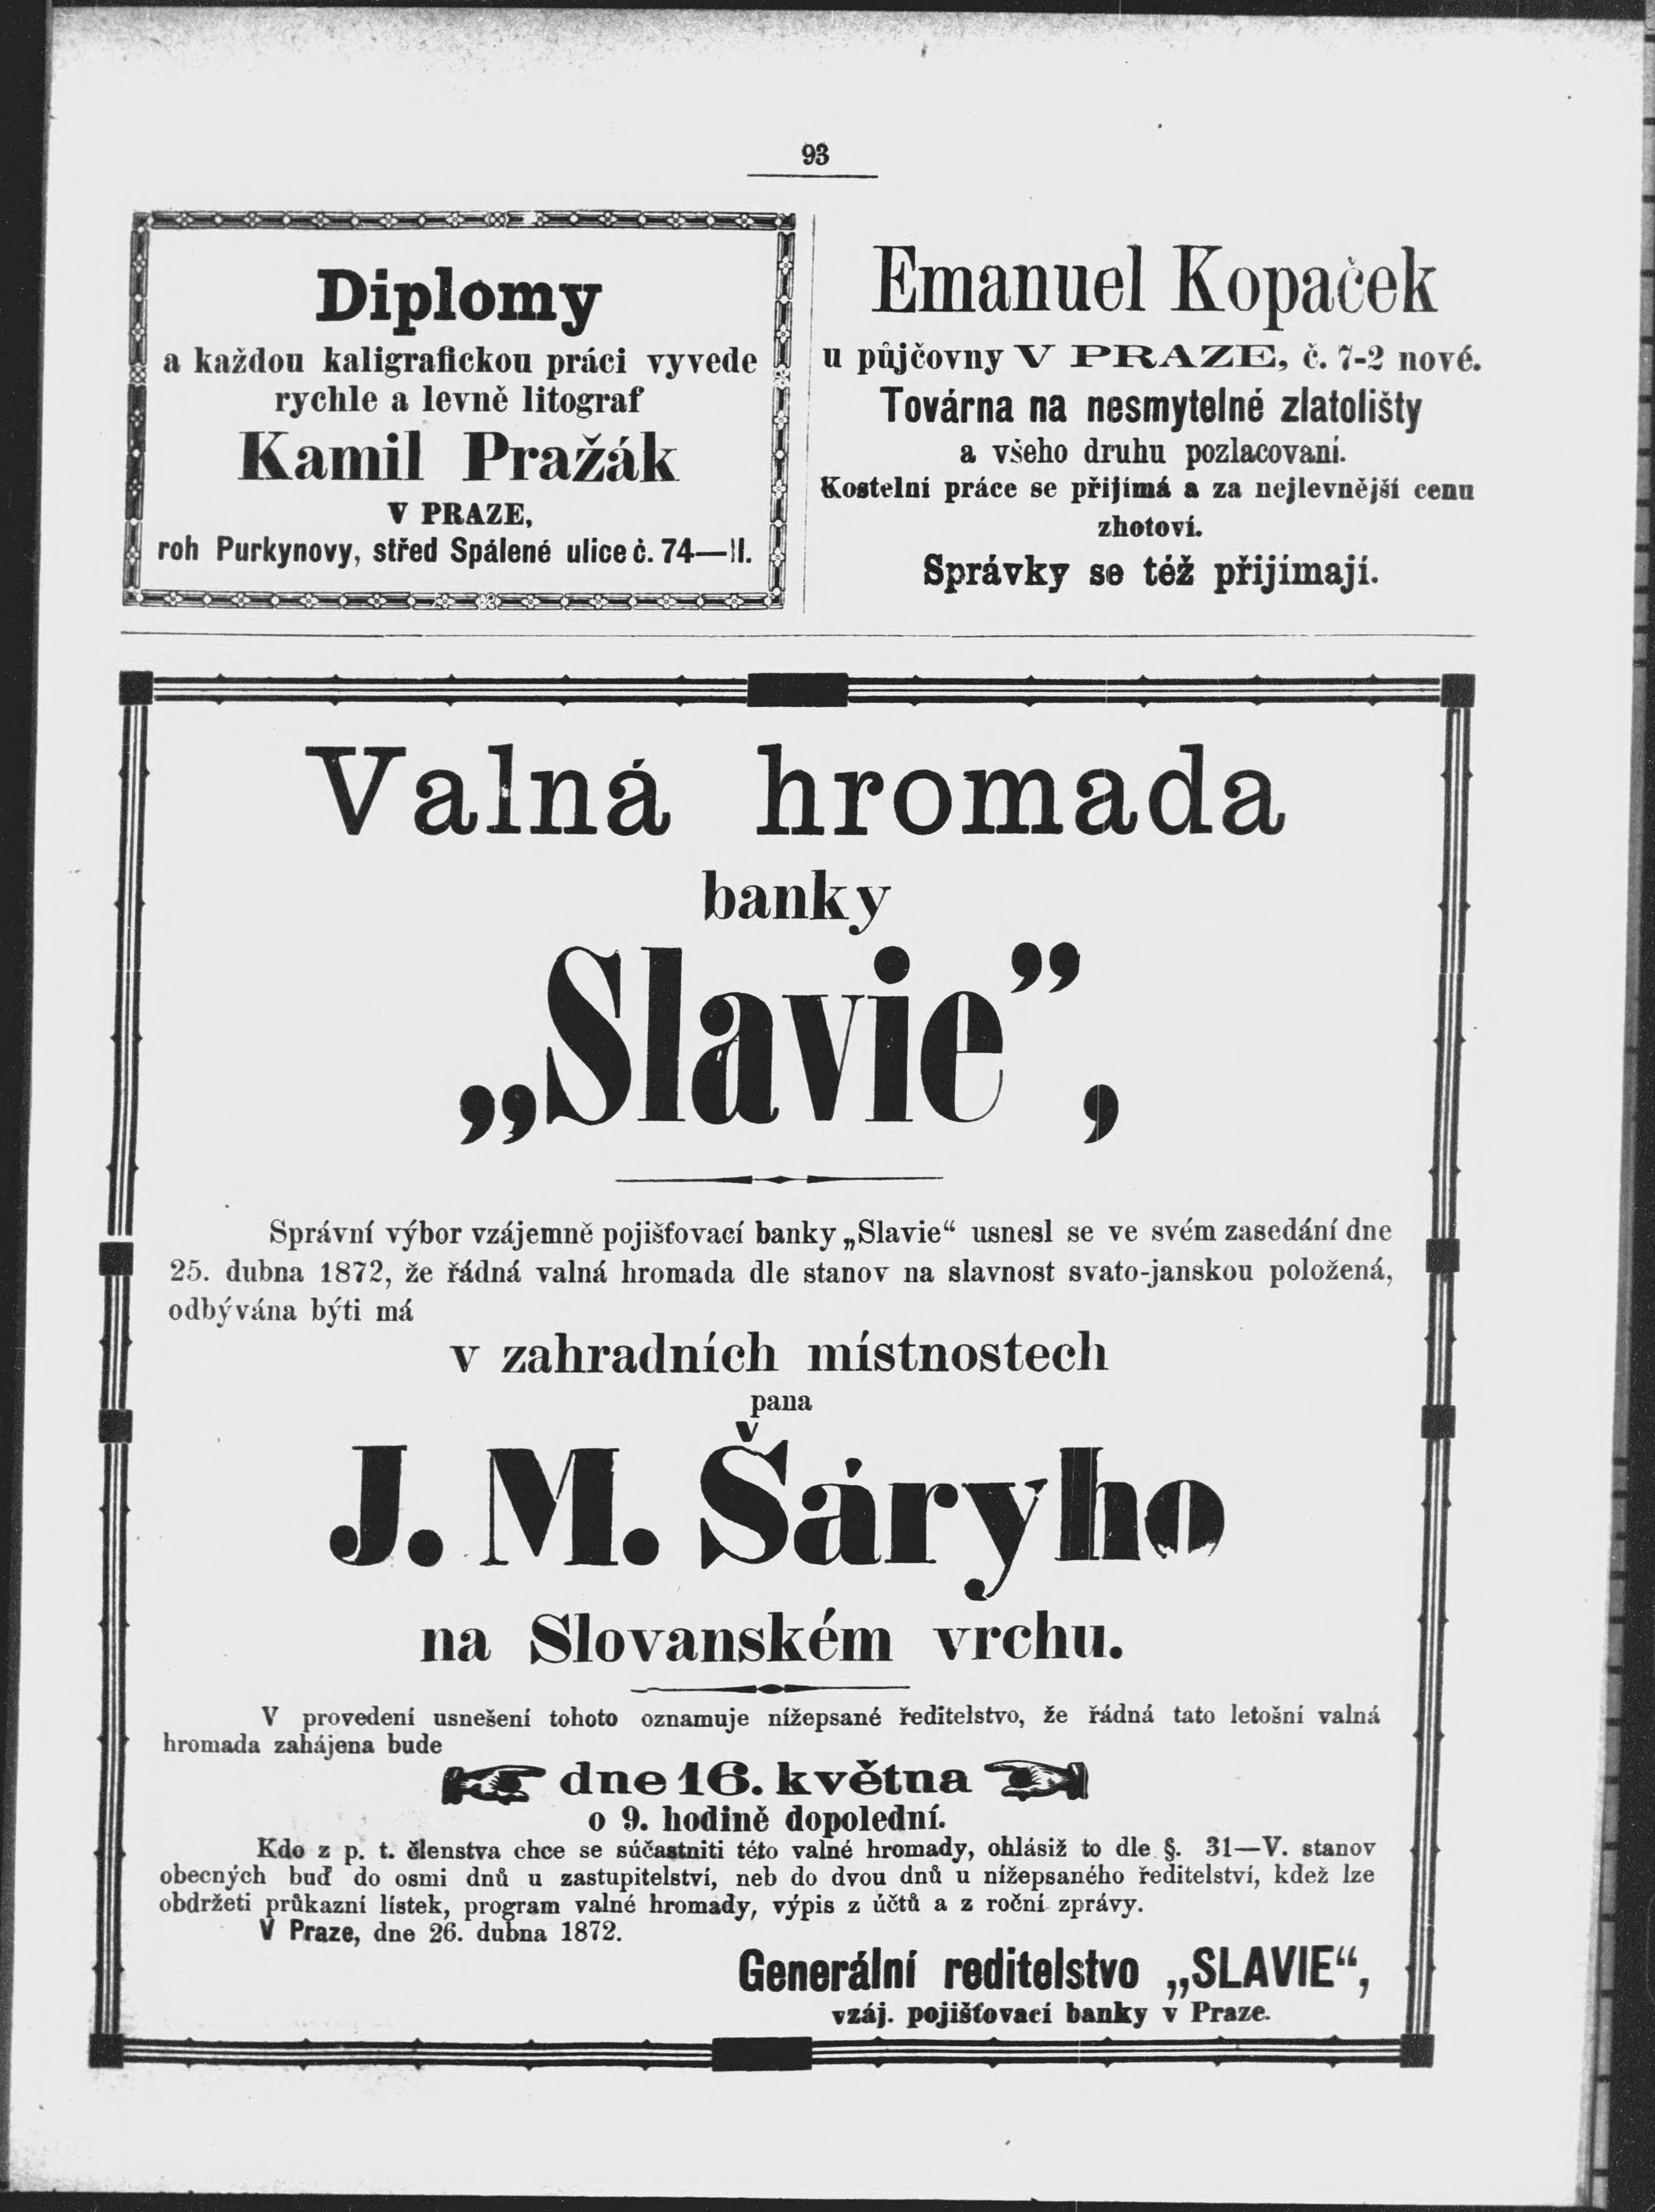 93
Diplomy
a každou kaligrafickou práci vyvede
rychle a levně litograf
Kamil Pražák
V PRAZE,
roh Purkynovy, střed Spálené ulice č. 74—II.
Emanuel Kopaček
u půjčovny V PRAZE, č. 7-2 nové.
Továrna na nesmytelné zlatolišty
a všeho druhu pozlacovaní.
Kostelní práce se přijímá a za nejlevnější cenu
zhotoví.
Správky se též přijímají.
Valná hromada
banky
„Slavie”,
Správní výbor vzájemně pojišťovací banky „Slavie“ usnesl se ve svém zasedání dne
25. dubna 1872, že řádná valná hromada dle stanov na slavnost svato-janskou položená,
odbývána býti má
v zahradních místnostech
pana
J. M. Šáryho
na Slovanském vrchu.
V provedení usnešení tohoto oznamuje nížepsané ředitelstvo, že řádná tato letošní valná
hromada zahájena bude
dne 16. května
o 9. hodině dopolední.
Kdo z p. t. členstva chce se súčastniti této valné hromady, ohlásiž to dle §. 31—V. stanov
obecných buď do osmi dnů u zastupitelství, neb do dvou dnů u nížepsaného ředitelství, kdež lze
obdržeti průkazní lístek, program valné hromady, výpis z účtů a z roční zprávy.
V Praze, dne 26. dubna 1872.
Generální reditelstvo „SLAVIE“,
vzáj. pojišťovací banky v Praze.